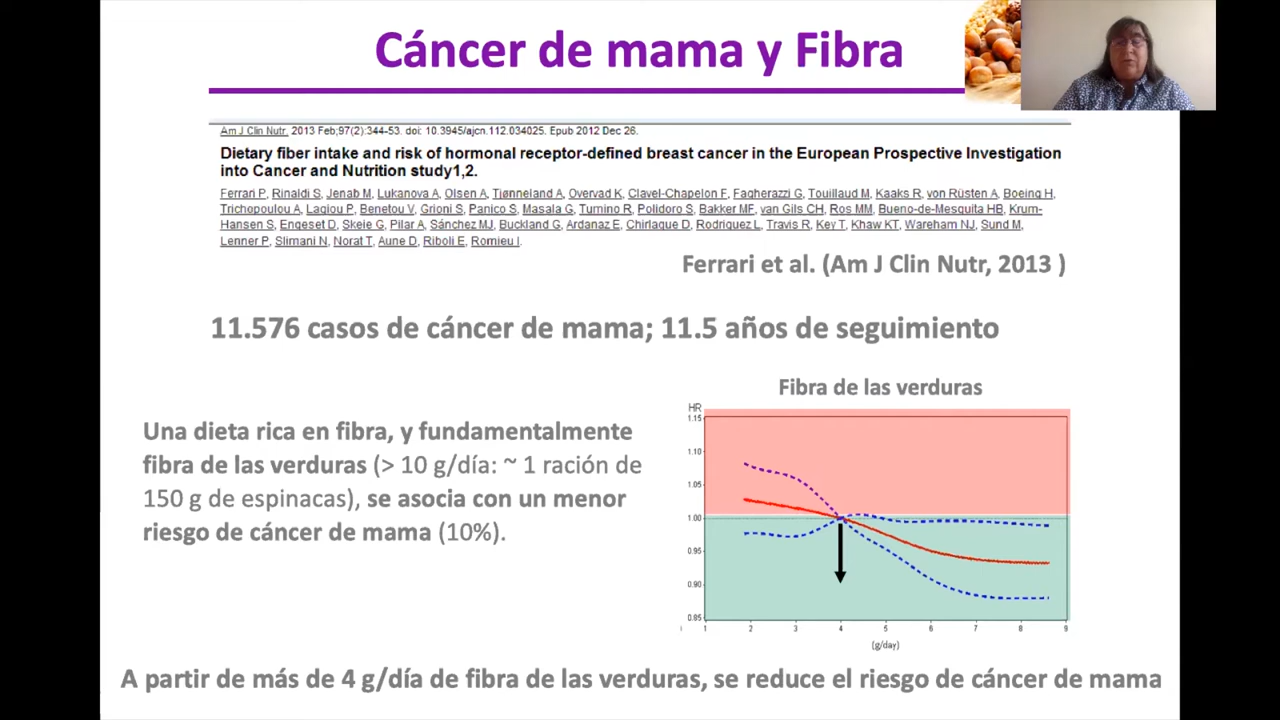 Cáncer de mama y Fibra
Am J Clin Nutr. 2013 Feb;97(2):344-53. doi: 10.3945/ajcn.112.034025. Epub 2012 Dec 26.
Dietary fiber intake and risk of hormonal receptor-defined breast cancer in the European Prospective Investigation
into Cancer and Nutrition study1,2.
Ferrari P, Rinaldi S, Jenab M, Lukanova A, Olsen A, Tjønneland A, Overvad K, Clavel-Chapelon F, Fagherazzi G, Touillaud M, Kaaks R, von Rüsten A, Boeing H,
Trichopoulou A, Lagiou P, Benetou V, Grioni S, Panico S, Masala G, Tumino R, Polidoro S, Bakker MF, van Gils CH, Ros MM, Bueno-de-Mesquita HB, Krum-
Hansen S, Engeset D, Skeie G, Pilar A, Sánchez MJ, Buckland G, Ardanaz E, Chirlaque D, Rodriguez L, Travis R, Key T, Khaw KT, Wareham NJ, Sund M,
Lenner P, Slimani N, Norat T, Aune D, Riboli E, Romieu I.
Ferrari et al. (Am J Clin Nutr, 2013 )
11.576 casos de cáncer de mama; 11.5 años de seguimiento
Una dieta rica en fibra, y fundamentalmente
fibra de las verduras (> 10 g/día: ~ 1 ración de
150 g de espinacas), se asocia con un menor
riesgo de cáncer de mama (10%).
Fibra de las verduras
HR
1.15
1.10
1.05
1.00
0.95
0.90
0.85
1 2 3 4 5 6 7 8 9
(g/day)
A partir de más de 4 g/día de fibra de las verduras, se reduce el riesgo de cáncer de mama